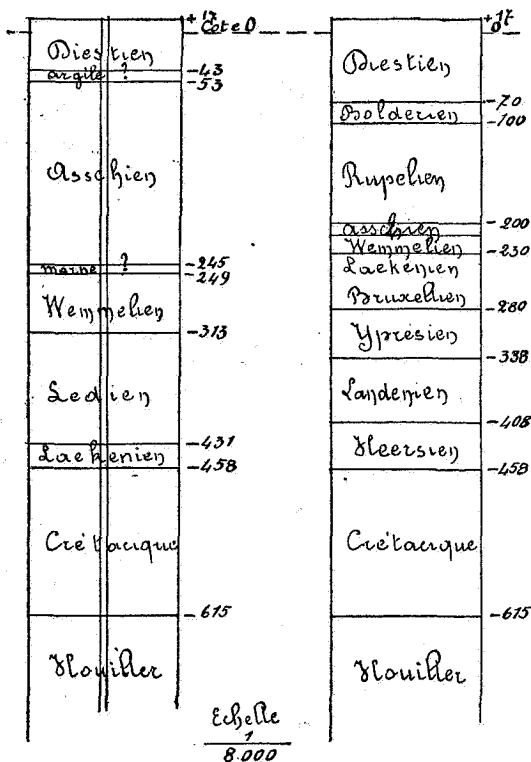 +17
Cote 0
Diestien
-43
argile ?
-53
Asschien
-245
marne ?
-249
Wemmelien
-313
Ledien
-431
Laekenien
-458
Crétacique
-615
Houiller
+17
0
Diestien
-70
Bolderien
-100
Rupelien
-200
asschien
Wemmelien
-230
Laekenien
Bruxellien
-280
Yprésien
-338
Landenien
-408
Heersien
-458
Crétacique
-615
Houiller
Echelle
1
8.000